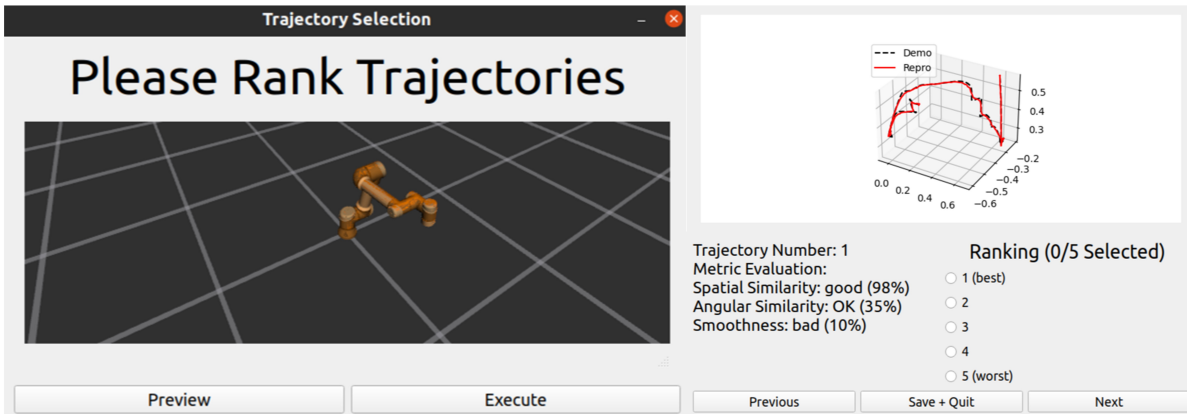 Trajectory Selection
Please Rank Trajectories
Preview
Execute
Demo
Repro
0.5
0.4
0.3
−0.2
−0.3
−0.4
−0.5
−0.6
0.0
0.2
0.4
0.6
Trajectory Number: 1
Metric Evaluation:
Spatial Similarity: good (98%)
Angular Similarity: OK (35%)
Smoothness: bad (10%)
Ranking (0/5 Selected)
1 (best)
2
3
4
5 (worst)
Previous
Save + Quit
Next